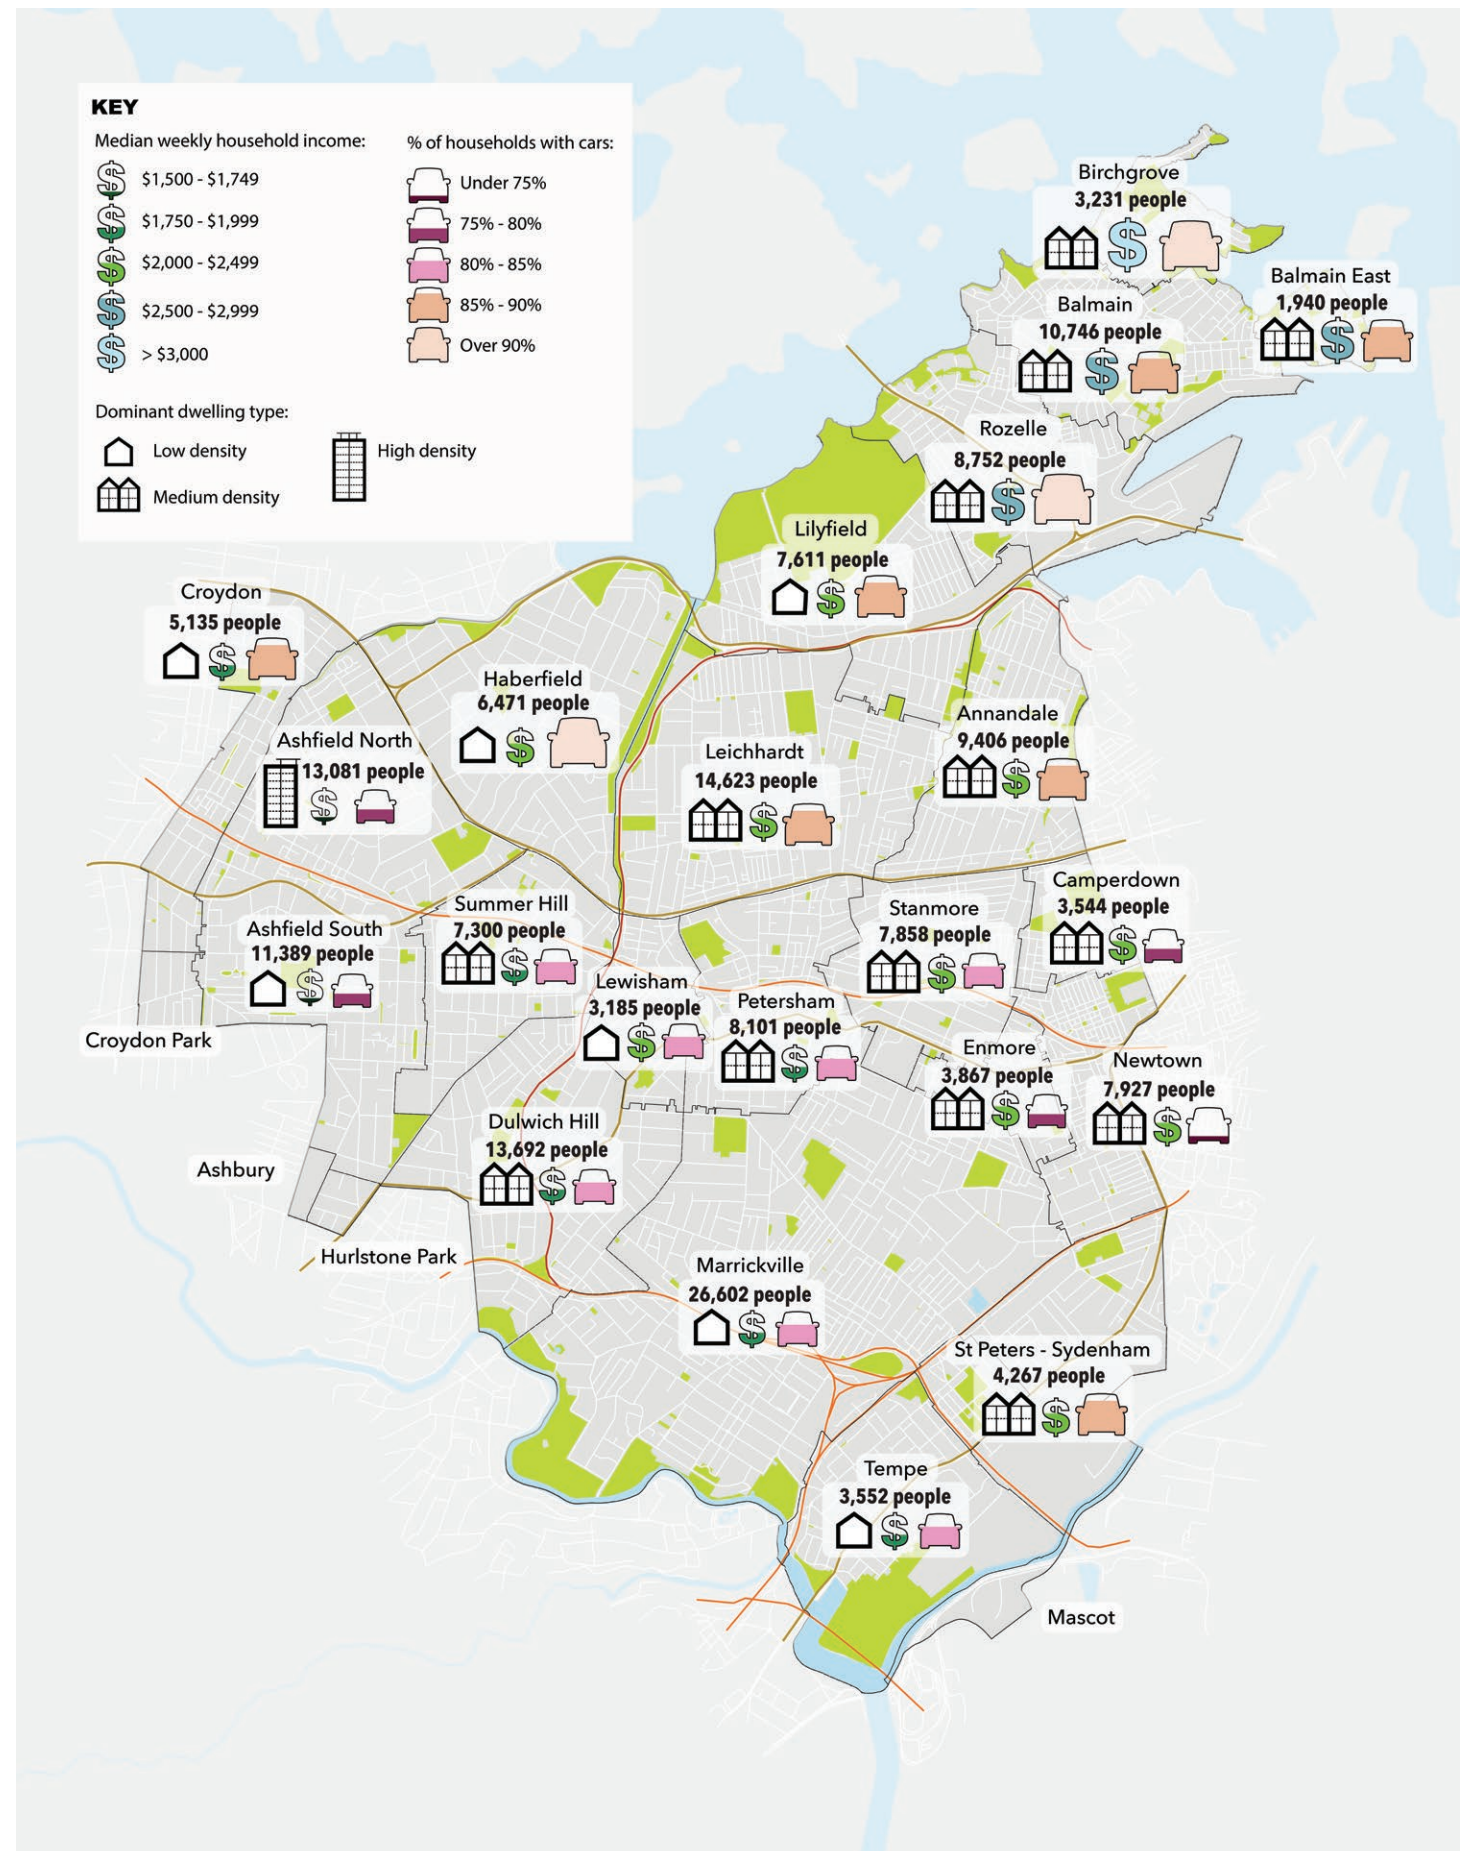 KEY
Median weekly household income:
$1,500 - $1,749
$1,750 - $1,999
$2,000 - $2,499
$2,500 - $2,999
> $3,000
% of households with cars:
Under 75%
75% - 80%
80% - 85%
85% - 90%
Over 90%
Dominant dwelling type:
Low density
Medium density
High density
Birchgrove
3,231 people
Balmain East
1,940 people
Balmain
10,746 people
Rozelle
8,752 people
Lilyfield
7,611 people
Croydon
5,135 people
Haberfield
6,471 people
Ashfield North
13,081 people
Leichhardt
14,623 people
Annandale
9,406 people
Camperdown
3,544 people
Summer Hill
7,300 people
Stanmore
7,858 people
Ashfield South
11,389 people
Lewisham
3,185 people
Petersham
8,101 people
Croydon Park
Enmore
3,867 people
Newtown
7,927 people
Dulwich Hill
13,692 people
Ashbury
Hurlstone Park
Marrickville
26,602 people
St Peters - Sydenham
4,267 people
Tempe
3,552 people
Mascot